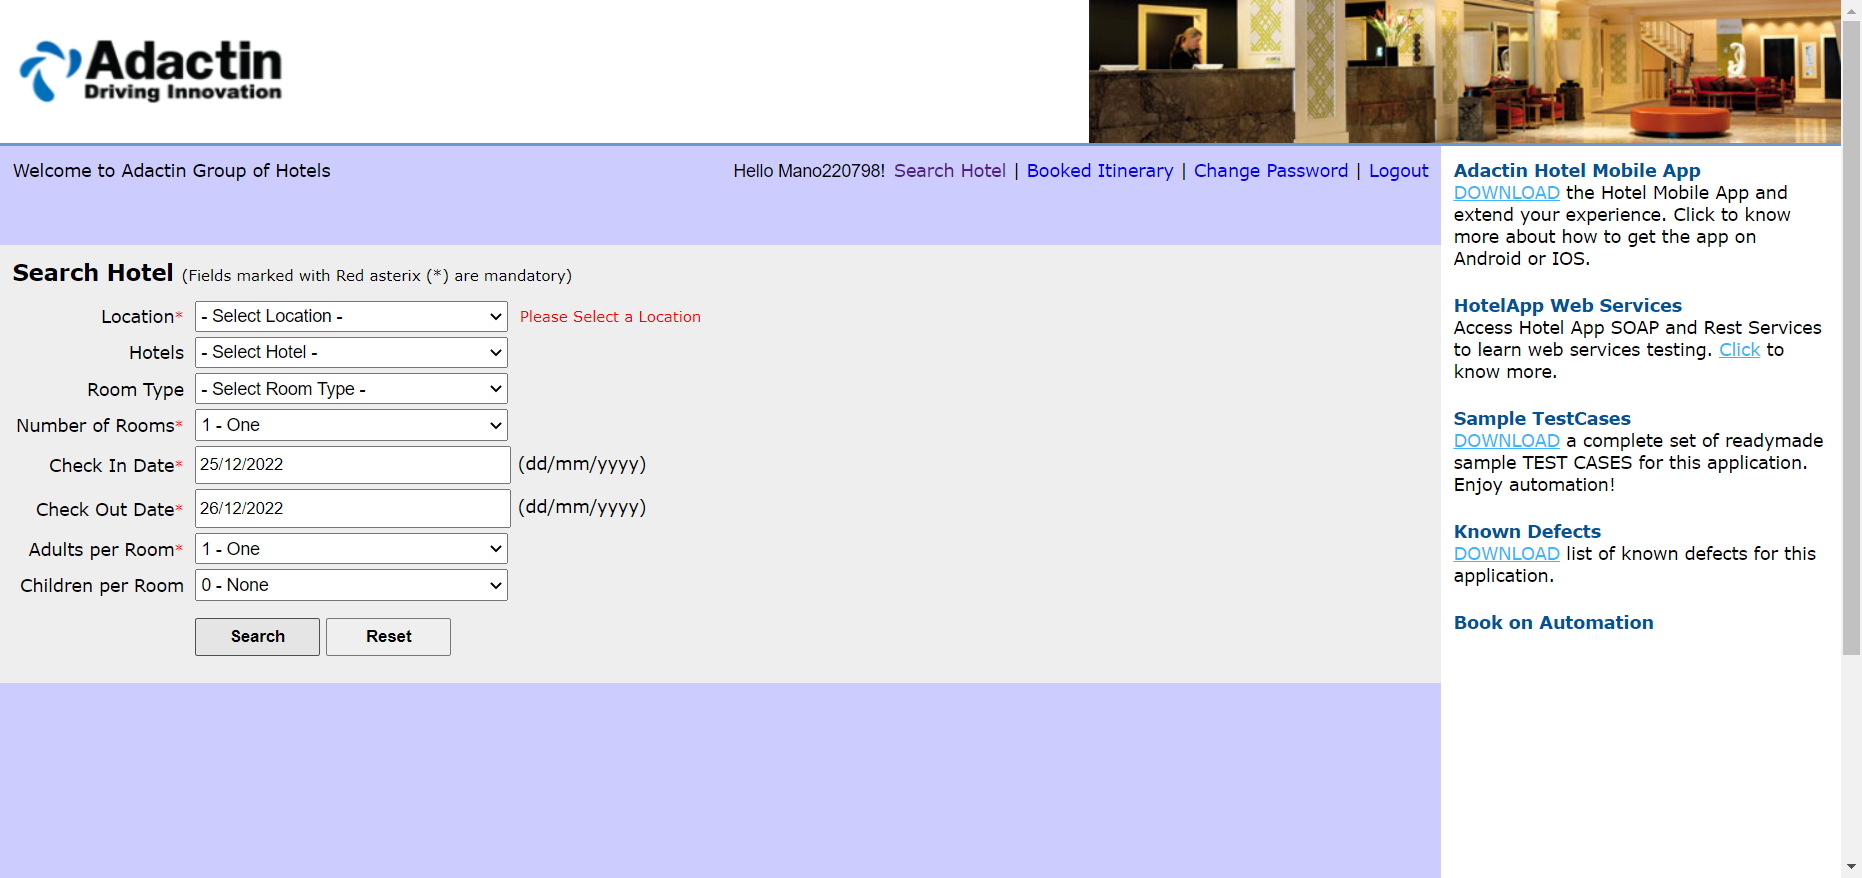 Adactin
Driving Innovation
Welcome to Adactin Group of Hotels
Hello Mano220798! Search Hotel | Booked Itinerary | Change Password | Logout
Search Hotel (Fields marked with Red asterix (*) are mandatory)
Location* - Select Location - Please Select a Location
Hotels - Select Hotel -
Room Type - Select Room Type -
Number of Rooms* 1 - One
Check In Date* 25/12/2022 (dd/mm/yyyy)
Check Out Date* 26/12/2022 (dd/mm/yyyy)
Adults per Room* 1 - One
Children per Room 0 - None
Search Reset
Adactin Hotel Mobile App
DOWNLOAD the Hotel Mobile App and
extend your experience. Click to know
more about how to get the app on
Android or IOS.
HotelApp Web Services
Access Hotel App SOAP and Rest Services
to learn web services testing. Click to
know more.
Sample TestCases
DOWNLOAD a complete set of readymade
sample TEST CASES for this application.
Enjoy automation!
Known Defects
DOWNLOAD list of known defects for this
application.
Book on Automation